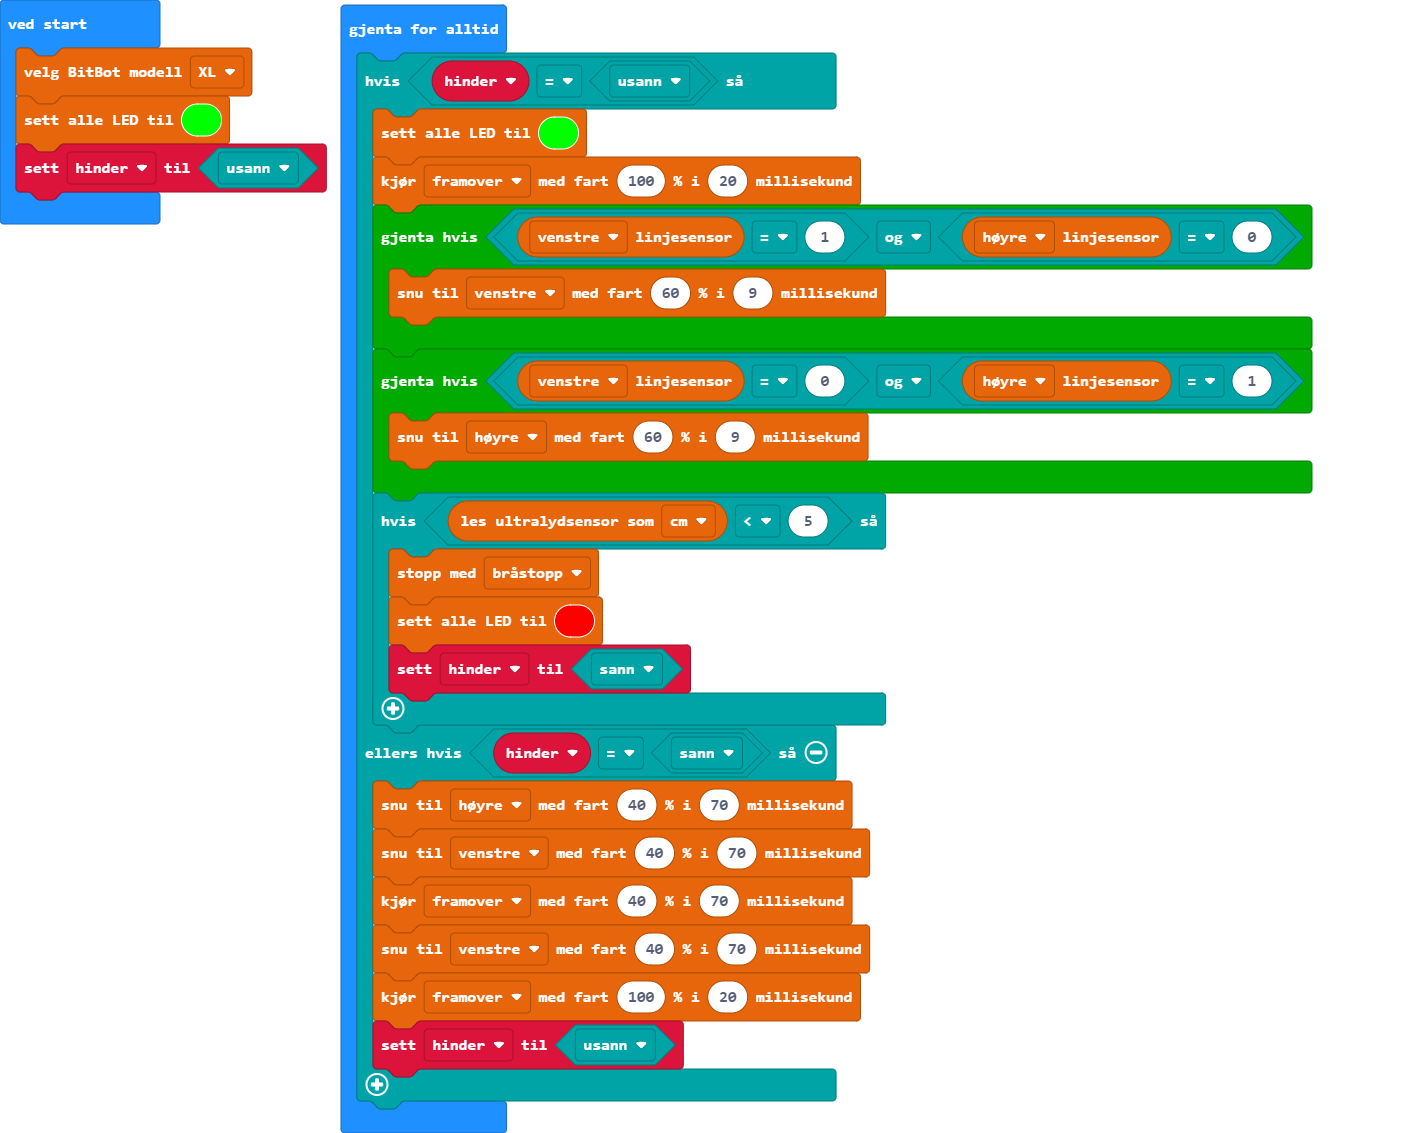 ved start
velg BitBot modell XL
sett alle LED til
sett hinder til usann
gjenta for alltid
hvis hinder = usann så
sett alle LED til
kjør framover med fart 100 % i 20 millisekund
gjenta hvis venstre linjesensor = 1 og høyre linjesensor = 0
snu til venstre med fart 60 % i 9 millisekund
gjenta hvis venstre linjesensor = 0 og høyre linjesensor = 1
snu til høyre med fart 60 % i 9 millisekund
hvis les ultralydsensor som cm < 5 så
stopp med bråstopp
sett alle LED til
sett hinder til sann
ellers hvis hinder = sann så
snu til høyre med fart 40 % i 70 millisekund
snu til venstre med fart 40 % i 70 millisekund
kjør framover med fart 40 % i 70 millisekund
snu til venstre med fart 40 % i 70 millisekund
kjør framover med fart 100 % i 20 millisekund
sett hinder til usann